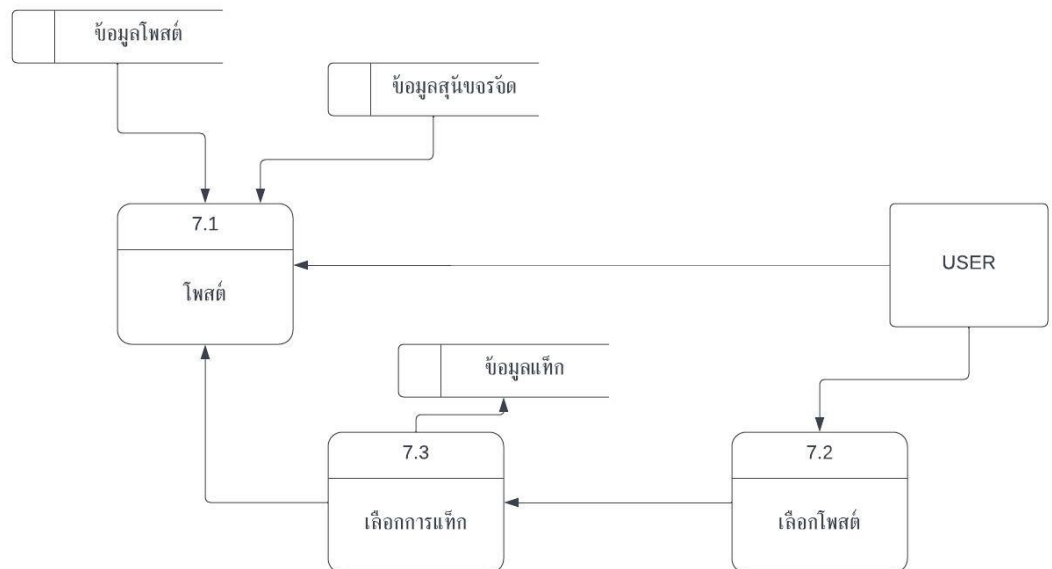 ข้อมูลโพสต์
ข้อมูลสุนัขจรจัด
7.1
โพสต์
USER
ข้อมูลแท็ก
7.3
เลือกการแท็ก
7.2
เลือกโพสต์